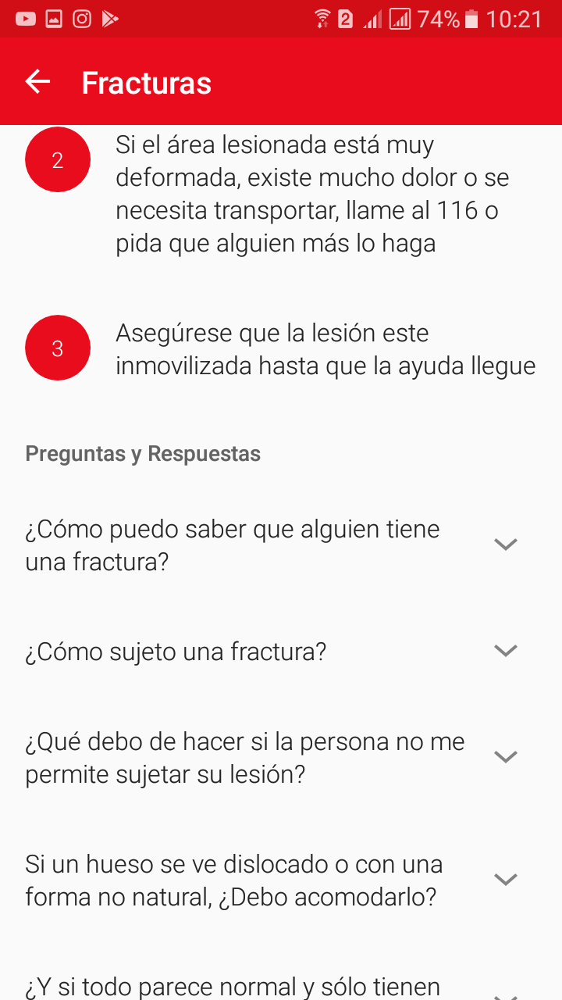 2 74% 10:21
Fracturas
2
Si el área lesionada está muy
deformada, existe mucho dolor o se
necesita transportar, llame al 116 o
pida que alguien más lo haga
3
Asegúrese que la lesión este
inmovilizada hasta que la ayuda llegue
Preguntas y Respuestas
¿Cómo puedo saber que alguien tiene
una fractura?
¿Cómo sujeto una fractura?
¿Qué debo de hacer si la persona no me
permite sujetar su lesión?
Si un hueso se ve dislocado o con una
forma no natural, ¿Debo acomodarlo?
¿Y si todo parece normal y sólo tienen